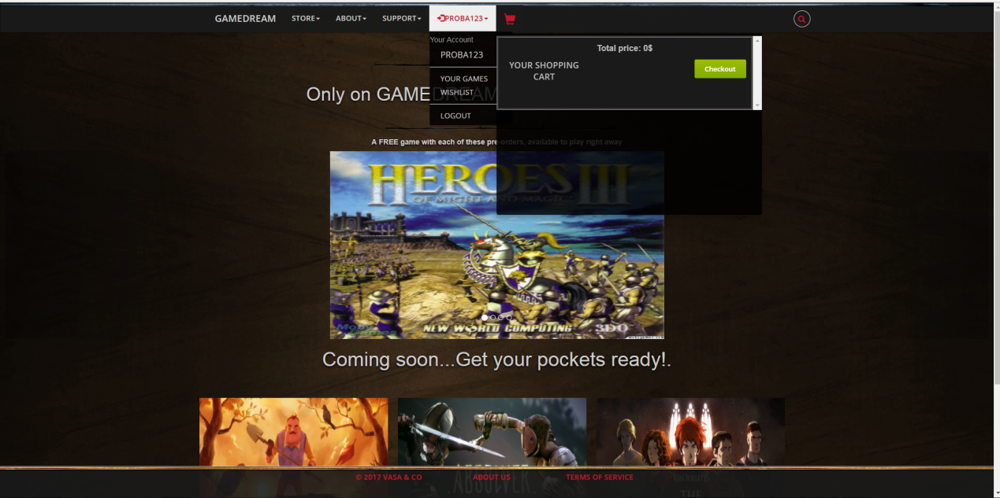 GAMEDREAM
STORE
ABOUT
SUPPORT
PROBA123
Your Account
PROBA123
YOUR GAMES
WISHLIST
LOGOUT
Total price: 0$
YOUR SHOPPING
CART
Checkout
Only on GAMEDREAM
A FREE game with each of these pre-orders, available to play right away
HEROES III
OF MIGHT AND MAGIC
NEW WORLD COMPUTING
3DO
Coming soon...Get your pockets ready!.
ABSOLVER
THE
© 2017 VASA & CO
ABOUT US
TERMS OF SERVICE